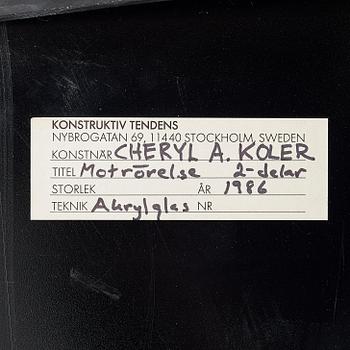 KONSTRUKTIV TENDENS
NYBROGATAN 69, 11440 STOCKHOLM, SWEDEN
KONSTNÄR CHERYL A. KOLER
TITEL Motrörelse 2-delar
STORLEK ÅR 1986
TEKNIK Akrylglas NR